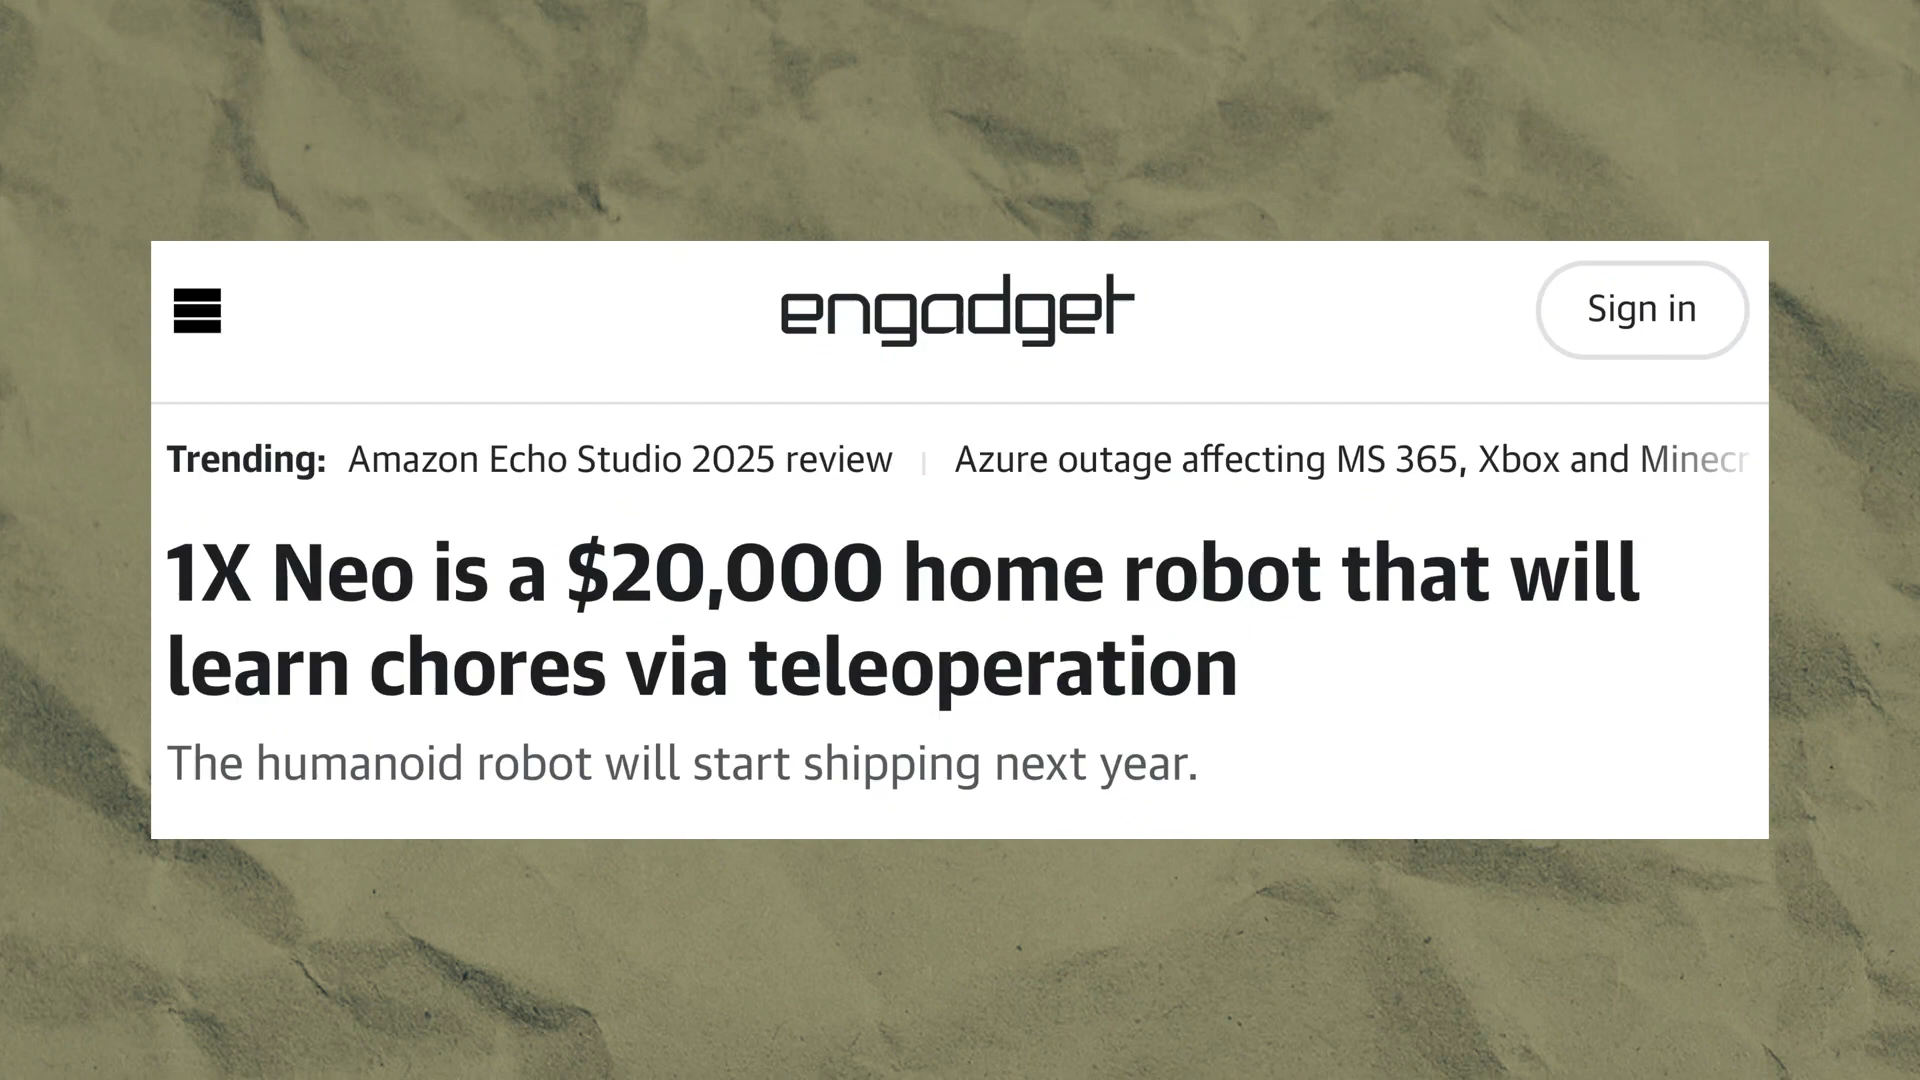 engadget
Sign in
Trending: Amazon Echo Studio 2025 review | Azure outage affecting MS 365, Xbox and Minecr
1X Neo is a $20,000 home robot that will
learn chores via teleoperation
The humanoid robot will start shipping next year.